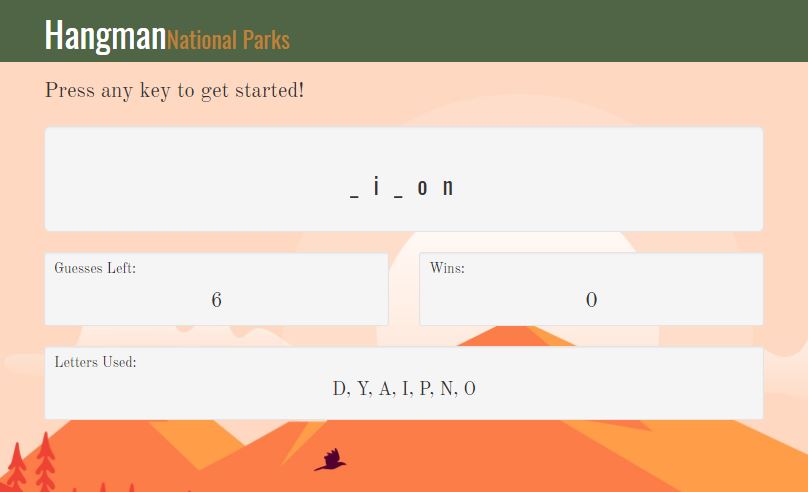 Hangman National Parks
Press any key to get started!
_ i _ o n
Guesses Left:
6
Wins:
0
Letters Used:
D, Y, A, I, P, N, O